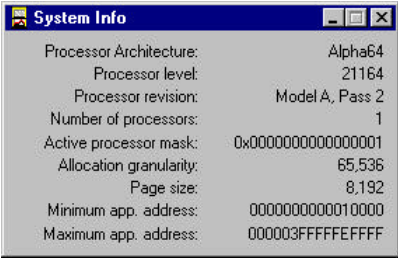 System Info
Processor Architecture: Alpha64
Processor level: 21164
Processor revision: Model A, Pass 2
Number of processors: 1
Active processor mask: 0x0000000000000001
Allocation granularity: 65,536
Page size: 8,192
Minimum app. address: 0000000000010000
Maximum app. address: 000003FFFFFEFFFF